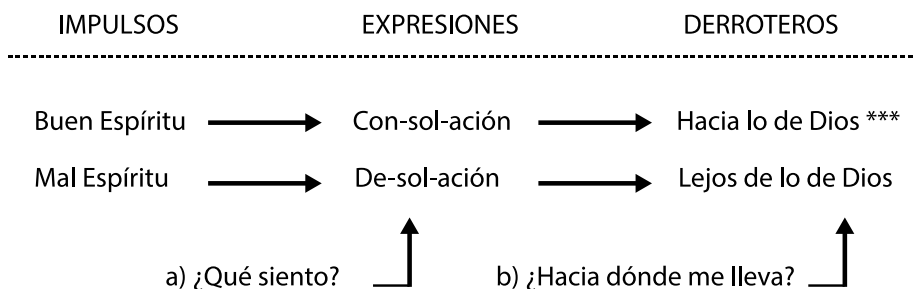 IMPULSOS EXPRESIONES DERROTEROS
Buen Espíritu Con-sol-ación Hacia lo de Dios ***
Mal Espíritu De-sol-ación Lejos de lo de Dios
a) ¿Qué siento? b) ¿Hacia dónde me lleva?